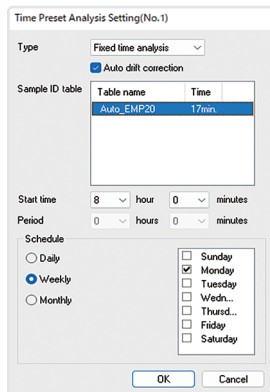 Time Preset Analysis Setting(No.1)
Type Fixed time analysis
Auto drift correction
Sample ID table Table name Time
Auto_EMP20 17min.
Start time 8 hour 0 minutes
Period 0 hours 0 minutes
Schedule
Daily
Weekly
Monthly
Sunday
Monday
Tuesday
Wedn...
Thursd...
Friday
Saturday
OK Cancel